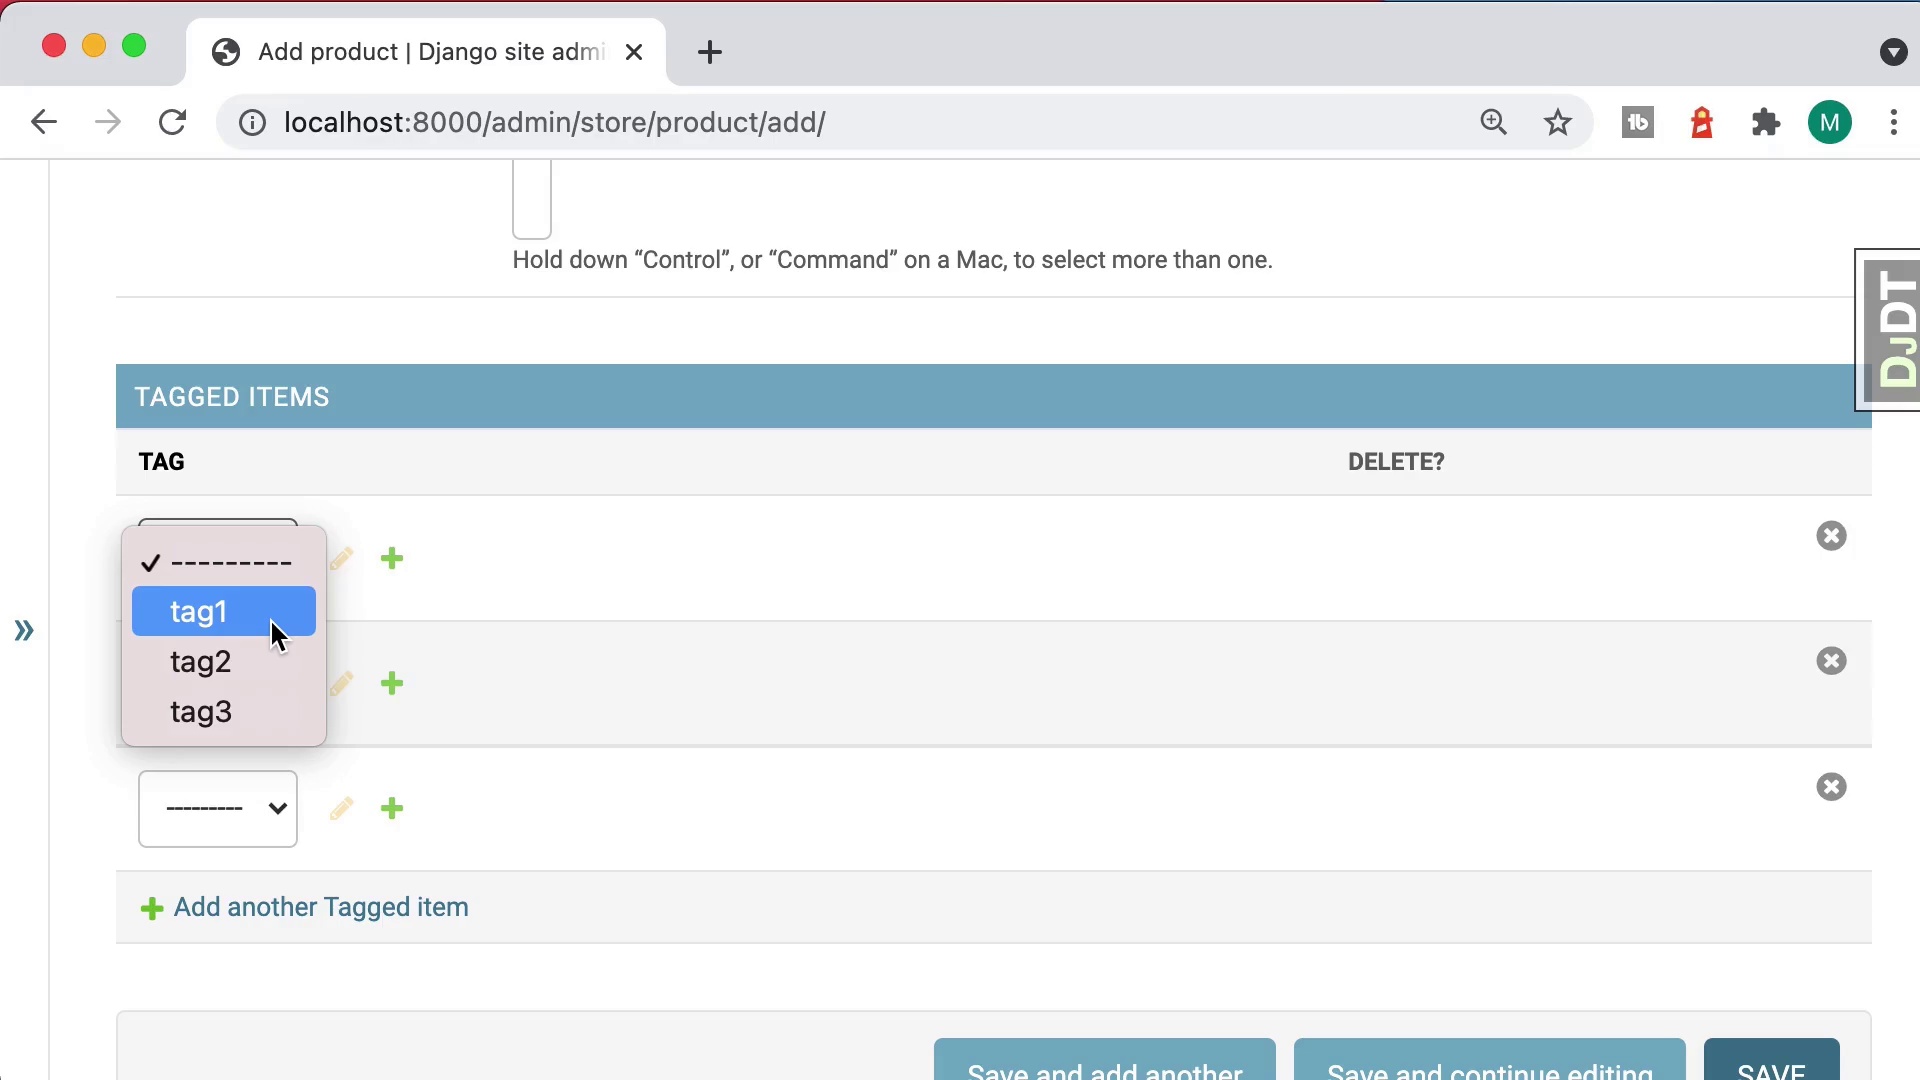 Add product | Django site admi
localhost:8000/admin/store/product/add/
M
Hold down “Control”, or “Command” on a Mac, to select more than one.
DJDT
TAGGED ITEMS
TAG DELETE?
✓ ---------
tag1
tag2
tag3
---------
Add another Tagged item
Save and add another Save and continue editing SAVE